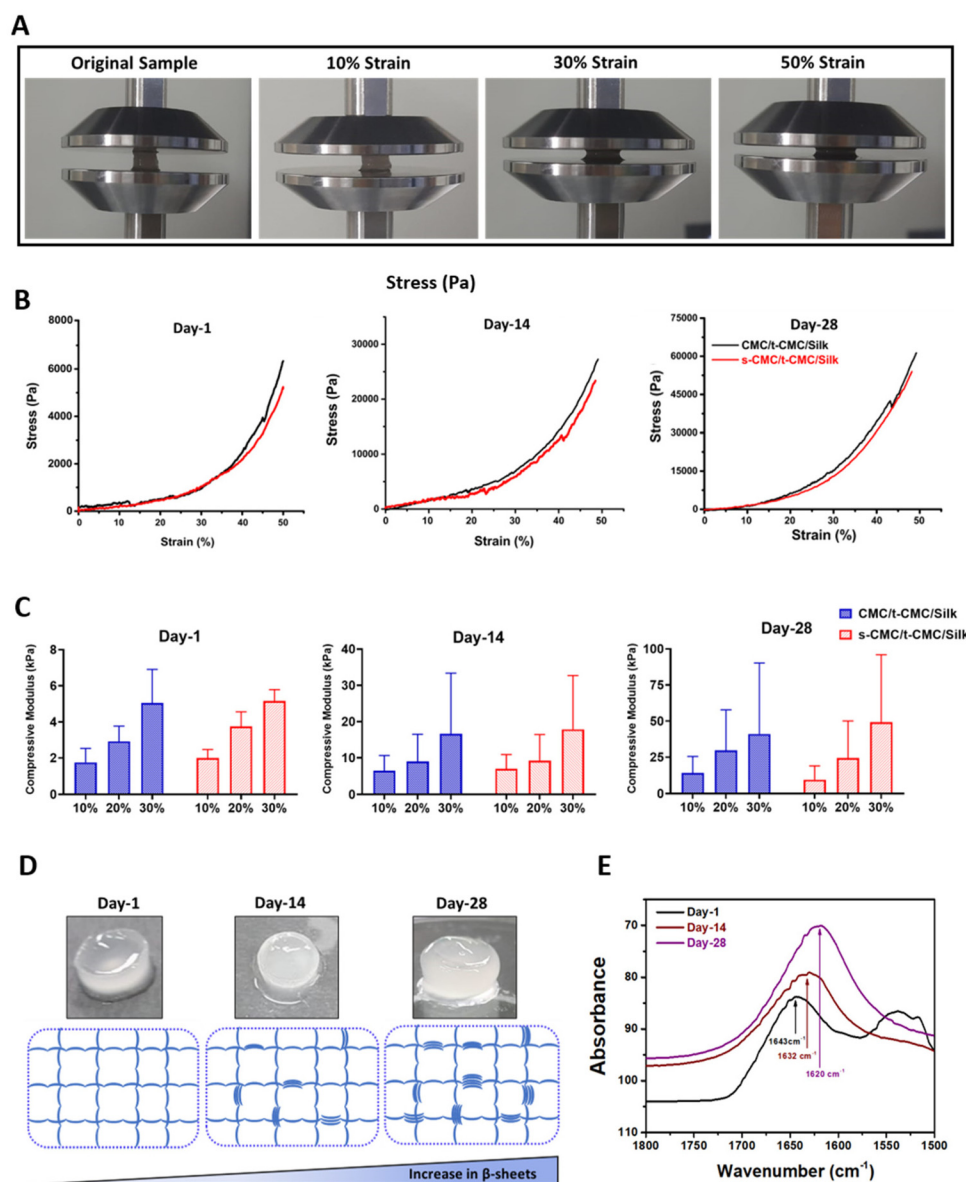 A
Original Sample
10% Strain
30% Strain
50% Strain
B
Stress (Pa)
Day-1
Stress (Pa)
8000
6000
4000
2000
0
0 10 20 30 40 50
Strain (%)
Day-14
Stress (Pa)
30000
20000
10000
0
0 10 20 30 40 50
Strain (%)
Day-28
CMC/t-CMC/Silk
s-CMC/t-CMC/Silk
Stress (Pa)
75000
60000
45000
30000
15000
0
0 10 20 30 40 50
Strain (%)
C
CMC/t-CMC/Silk
s-CMC/t-CMC/Silk
Day-1
Compressive Modulus (kPa)
8
6
4
2
0
10% 20% 30% 10% 20% 30%
Day-14
Compressive Modulus (kPa)
40
30
20
10
0
10% 20% 30% 10% 20% 30%
Day-28
Compressive Modulus (kPa)
100
75
50
25
0
10% 20% 30% 10% 20% 30%
D
Day-1
Day-14
Day-28
Increase in β-sheets
E
Day-1
Day-14
Day-28
Absorbance
70
80
90
100
110
1643cm⁻¹
1632 cm⁻¹
1620 cm⁻¹
1800 1700 1600 1500
Wavenumber (cm⁻¹)